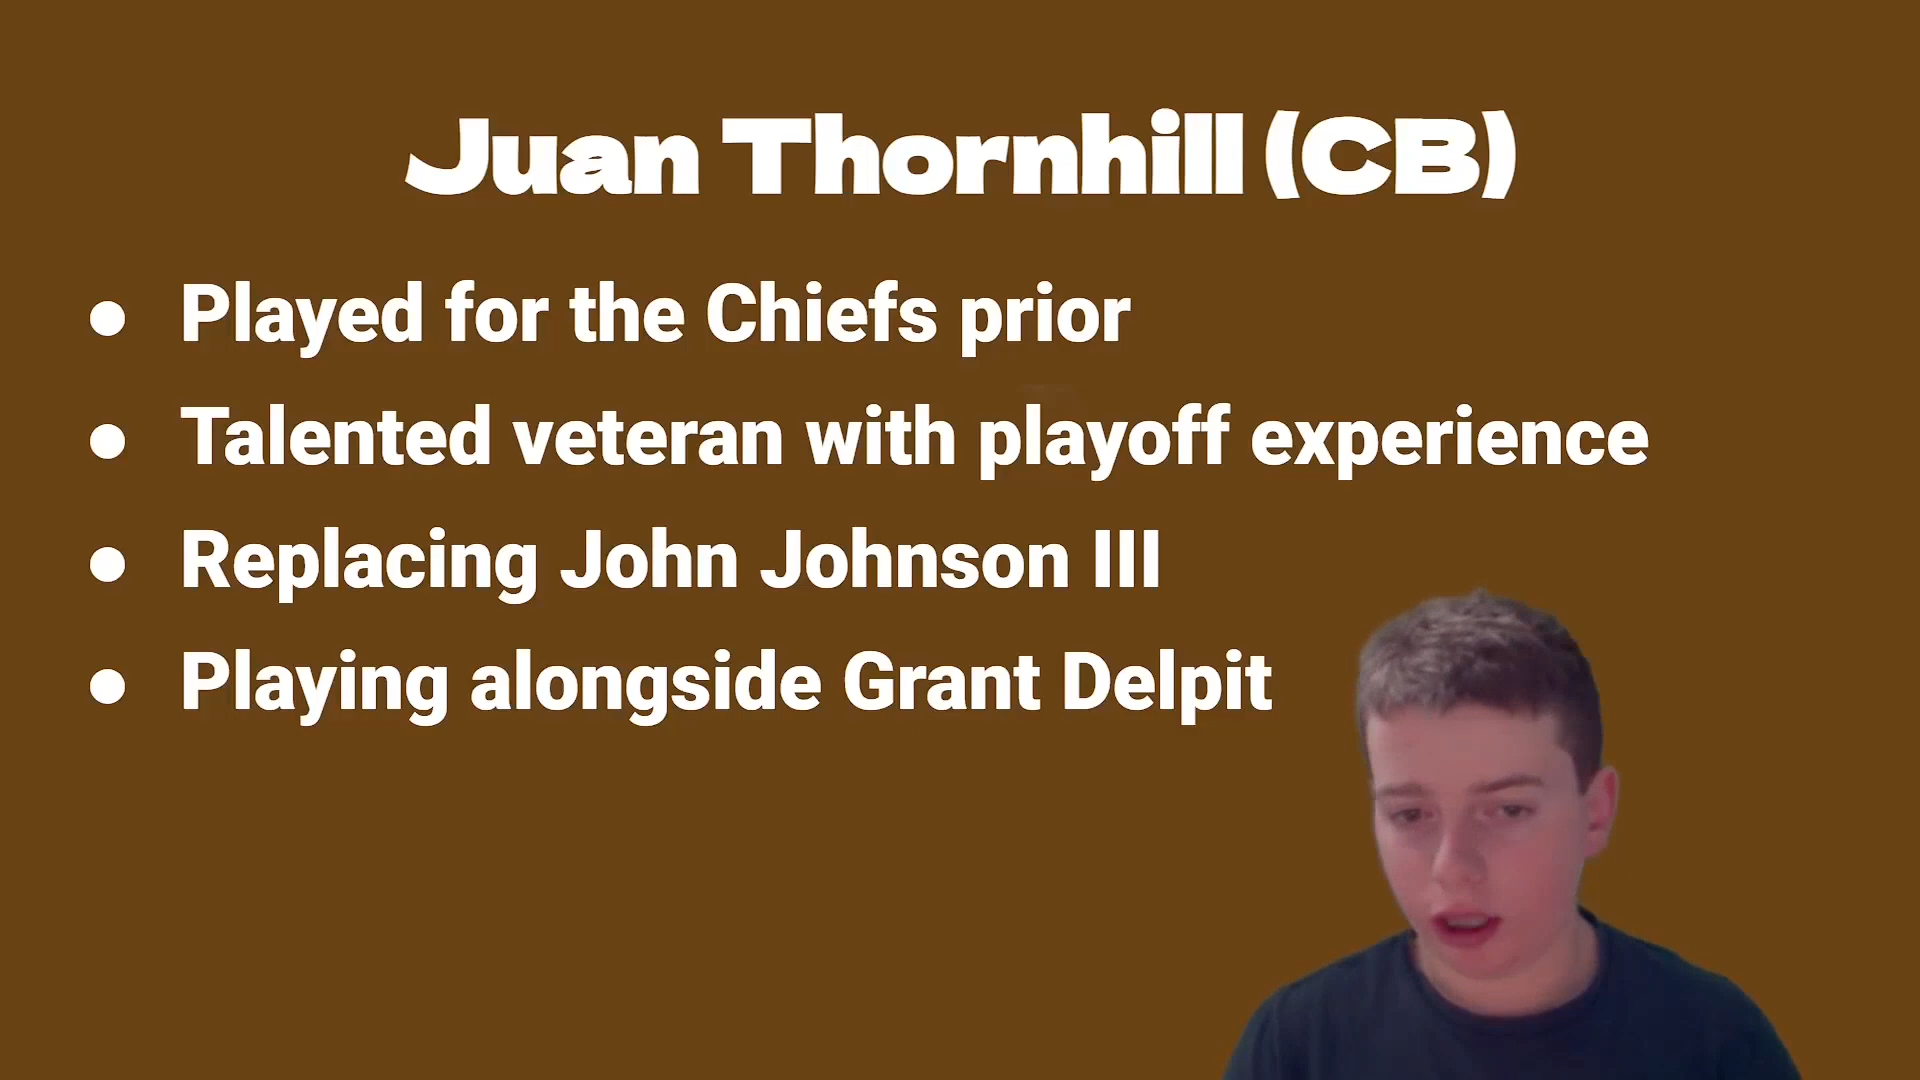 Juan Thornhill (CB)
● Played for the Chiefs prior
● Talented veteran with playoff experience
● Replacing John Johnson III
● Playing alongside Grant Delpit